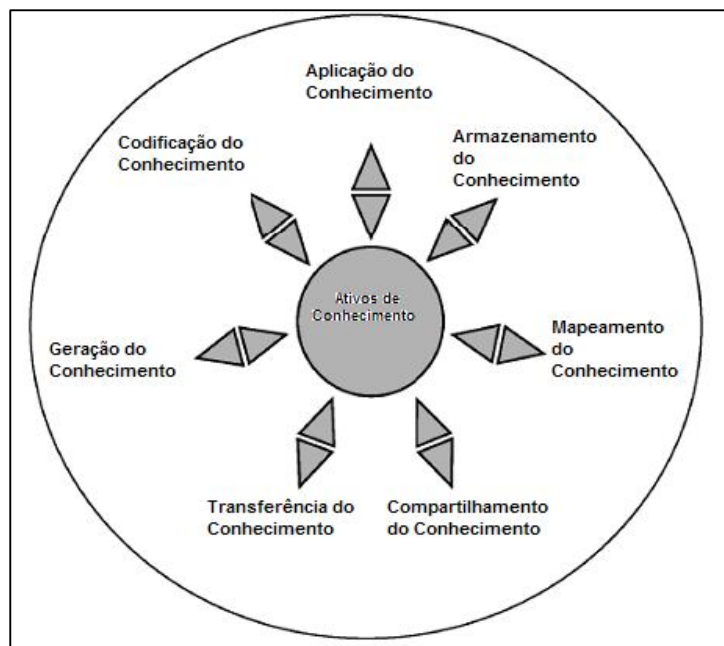 Aplicação do
Conhecimento
Codificação do
Conhecimento
Armazenamento
do
Conhecimento
Ativos de
Conhecimento
Geração do
Conhecimento
Mapeamento
do
Conhecimento
Transferência do
Conhecimento
Compartilhamento
do Conhecimento